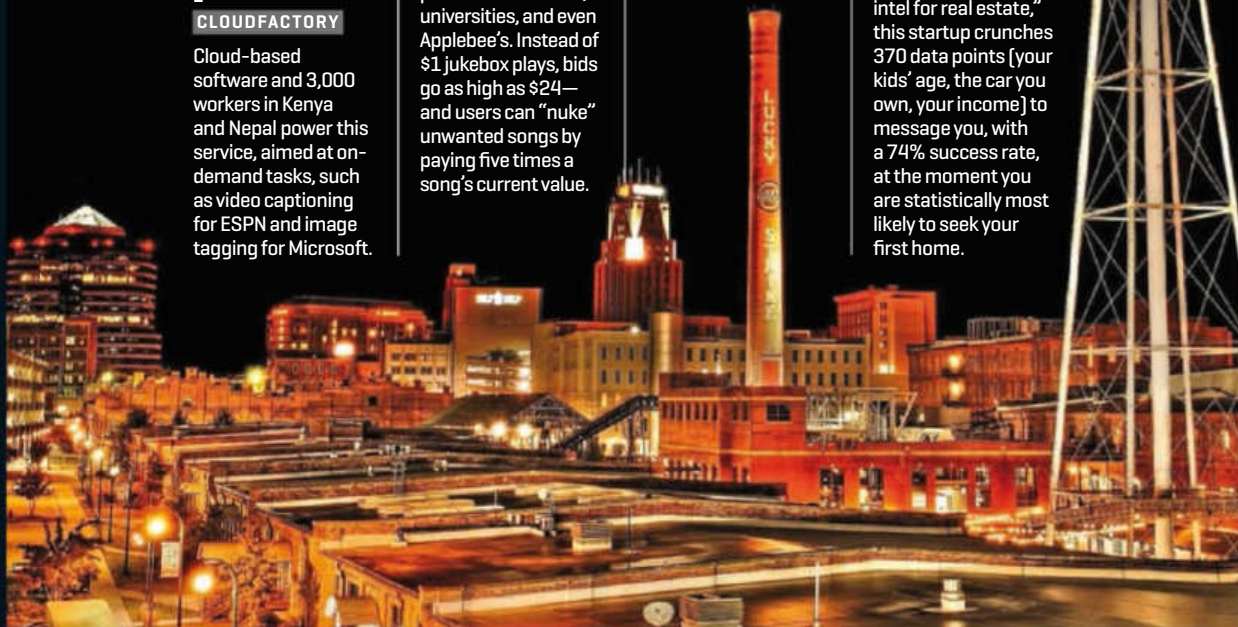 CLOUDFACTORY
Cloud-based
software and 3,000
workers in Kenya
and Nepal power this
service, aimed at on-
demand tasks, such
as video captioning
for ESPN and image
tagging for Microsoft.
universities, and even
Applebee's. Instead of
$1 jukebox plays, bids
go as high as $24—
and users can “nuke”
unwanted songs by
paying five times a
song's current value.
LUCKY
intel for real estate,”
this startup crunches
370 data points (your
kids' age, the car you
own, your income) to
message you, with
a 74% success rate,
at the moment you
are statistically most
likely to seek your
first home.